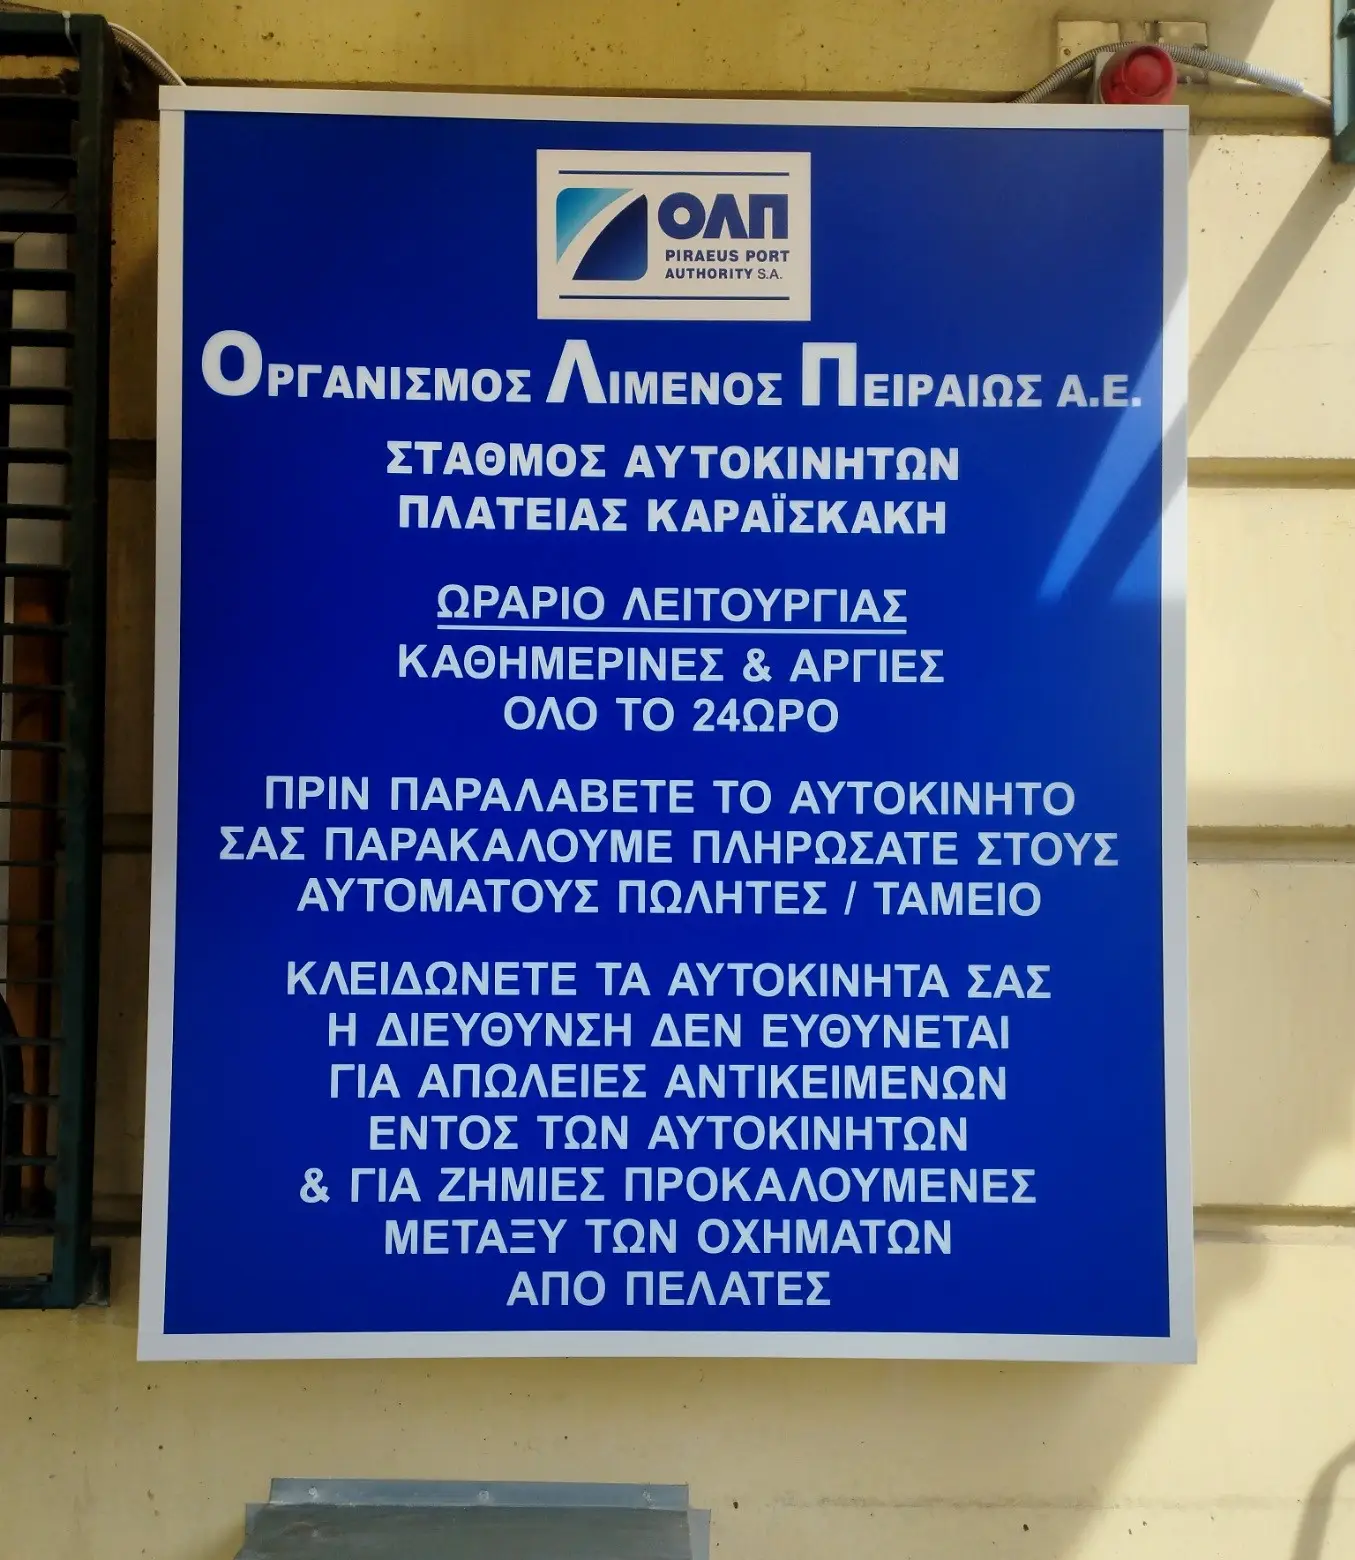 ΟΛΠ
PIRAEUS PORT
AUTHORITY S.A.
ΟΡΓΑΝΙΣΜΟΣ ΛΙΜΕΝΟΣ ΠΕΙΡΑΙΩΣ Α.Ε.
ΣΤΑΘΜΟΣ ΑΥΤΟΚΙΝΗΤΩΝ
ΠΛΑΤΕΙΑΣ ΚΑΡΑΪΣΚΑΚΗ
ΩΡΑΡΙΟ ΛΕΙΤΟΥΡΓΙΑΣ
ΚΑΘΗΜΕΡΙΝΕΣ & ΑΡΓΙΕΣ
ΟΛΟ ΤΟ 24ΩΡΟ
ΠΡΙΝ ΠΑΡΑΛΑΒΕΤΕ ΤΟ ΑΥΤΟΚΙΝΗΤΟ
ΣΑΣ ΠΑΡΑΚΑΛΟΥΜΕ ΠΛΗΡΩΣΑΤΕ ΣΤΟΥΣ
ΑΥΤΟΜΑΤΟΥΣ ΠΩΛΗΤΕΣ / ΤΑΜΕΙΟ
ΚΛΕΙΔΩΝΕΤΕ ΤΑ ΑΥΤΟΚΙΝΗΤΑ ΣΑΣ
Η ΔΙΕΥΘΥΝΣΗ ΔΕΝ ΕΥΘΥΝΕΤΑΙ
ΓΙΑ ΑΠΩΛΕΙΕΣ ΑΝΤΙΚΕΙΜΕΝΩΝ
ΕΝΤΟΣ ΤΩΝ ΑΥΤΟΚΙΝΗΤΩΝ
& ΓΙΑ ΖΗΜΙΕΣ ΠΡΟΚΑΛΟΥΜΕΝΕΣ
ΜΕΤΑΞΥ ΤΩΝ ΟΧΗΜΑΤΩΝ
ΑΠΟ ΠΕΛΑΤΕΣ